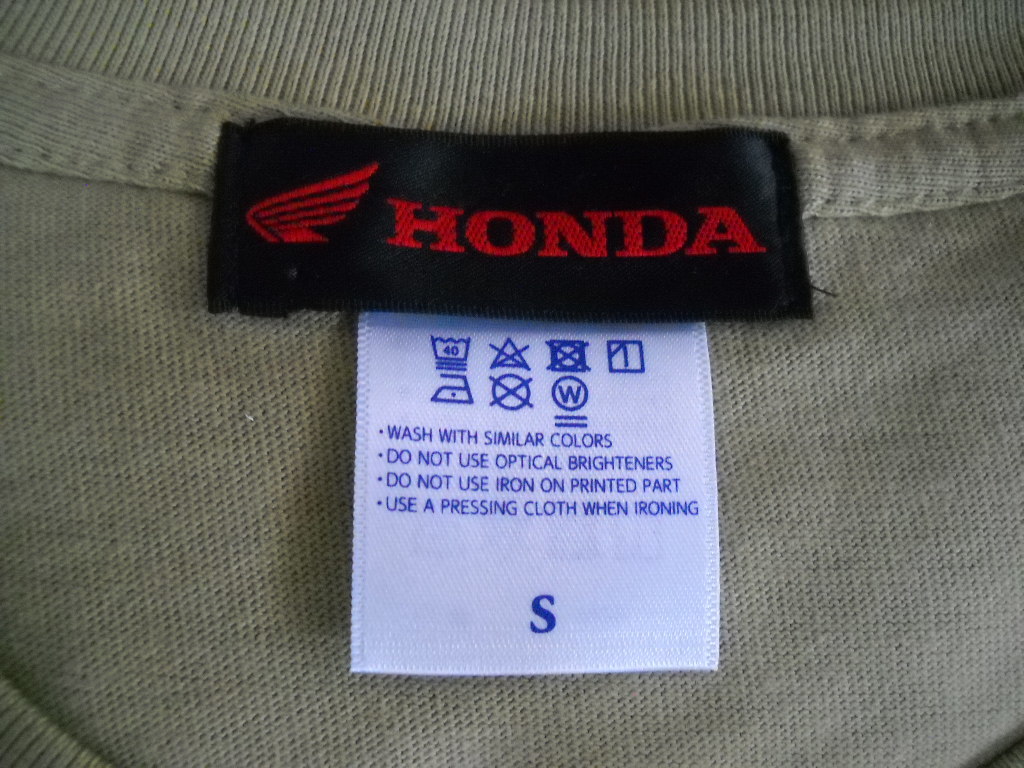 HONDA
40
W
·WASH WITH SIMILAR COLORS
·DO NOT USE OPTICAL BRIGHTENERS
·DO NOT USE IRON ON PRINTED PART
·USE A PRESSING CLOTH WHEN IRONING
S